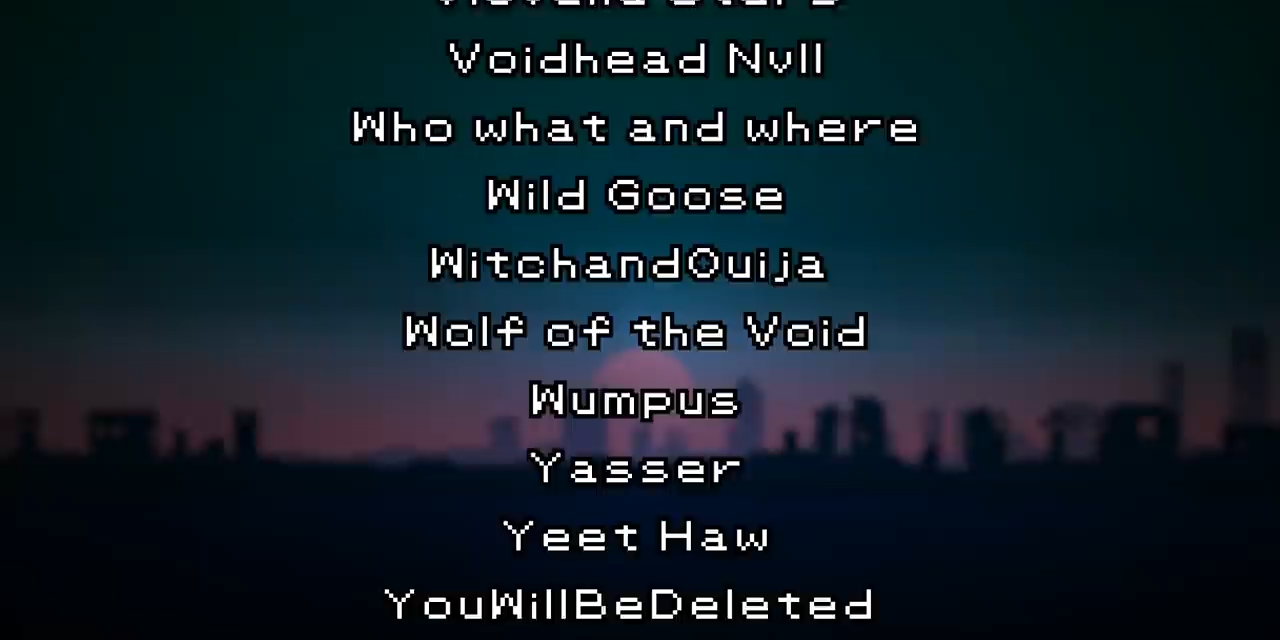 Voidhead Nvll
Who what and where
Wild Goose
WitchandOuija
Wolf of the Void
Wumpus
Yasser
Yeet Haw
YouWillBeDeleted